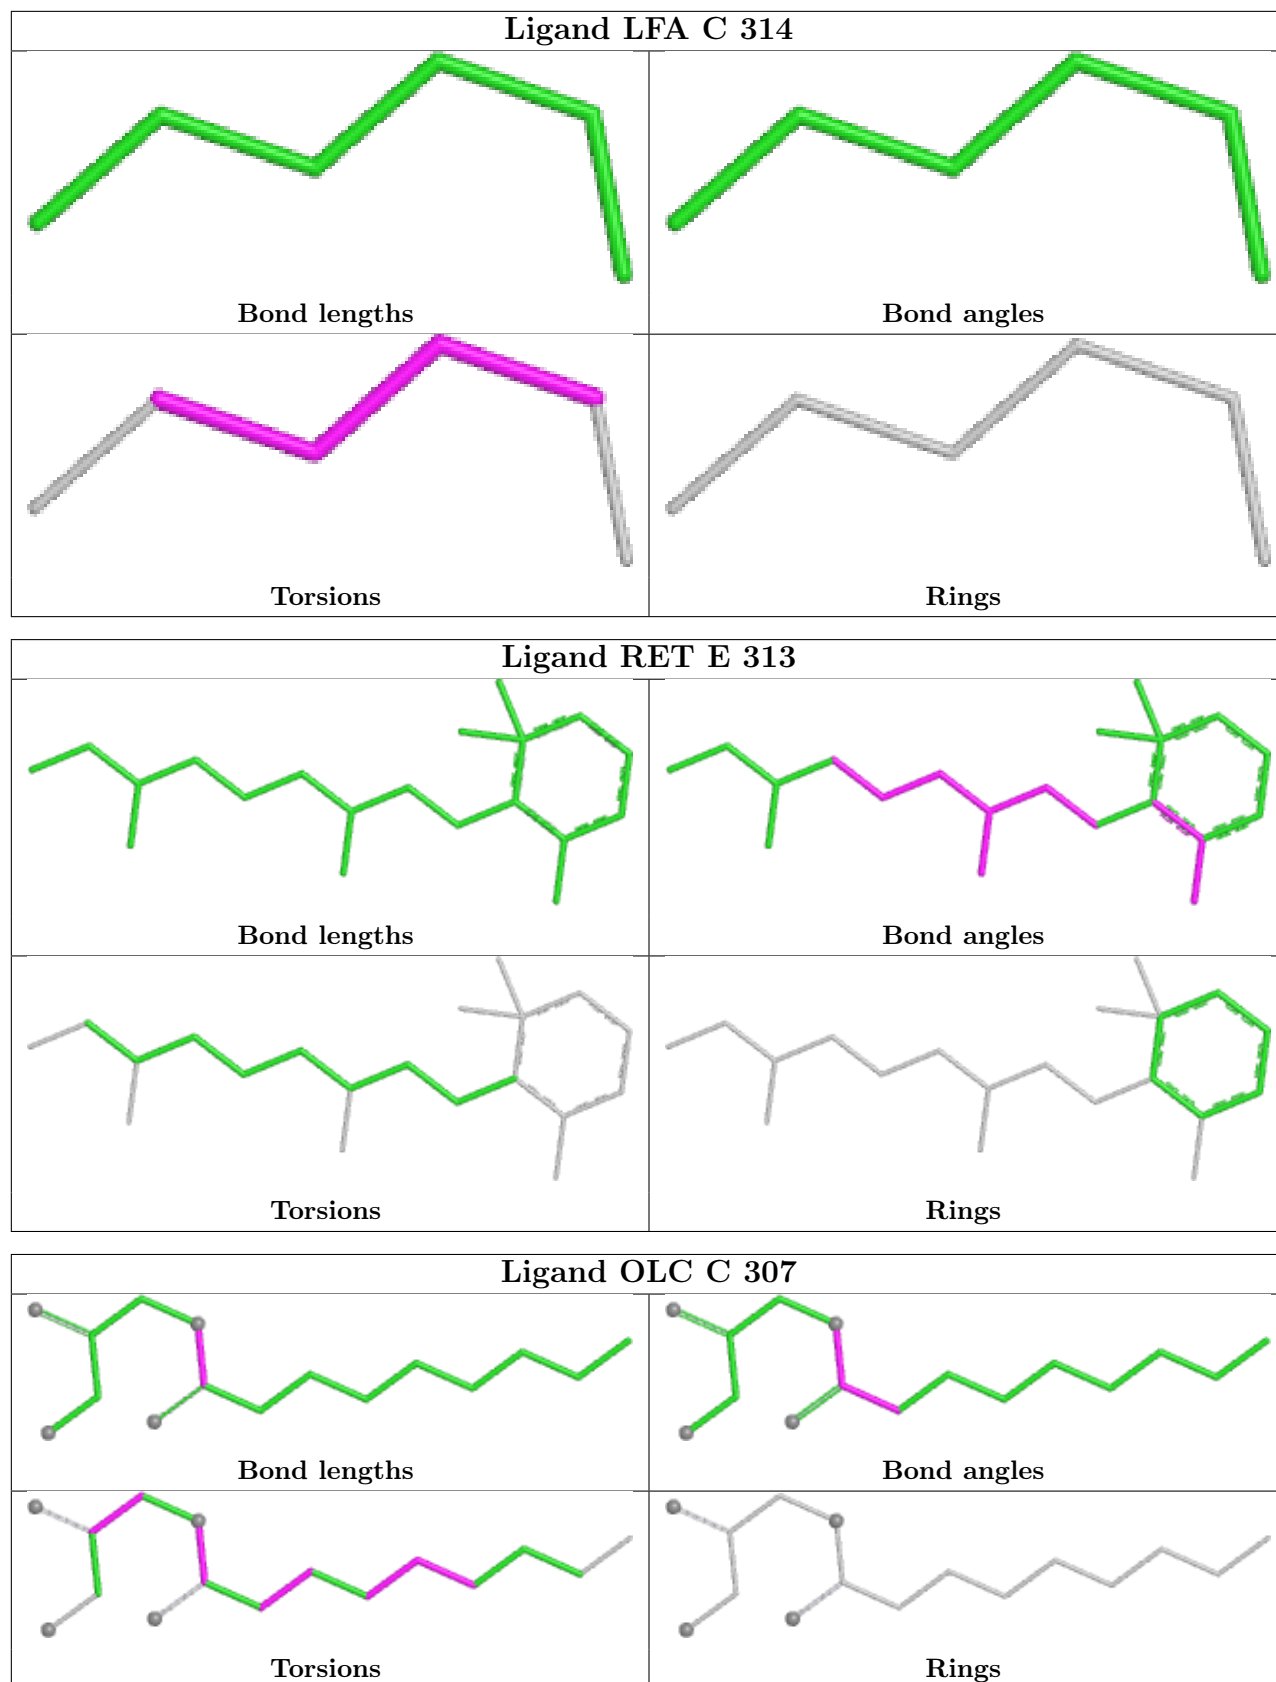 Ligand LFA C 314
Bond lengths
Bond angles
Torsions
Rings
Ligand RET E 313
Bond lengths
Bond angles
Torsions
Rings
Ligand OLC C 307
Bond lengths
Bond angles
Torsions
Rings